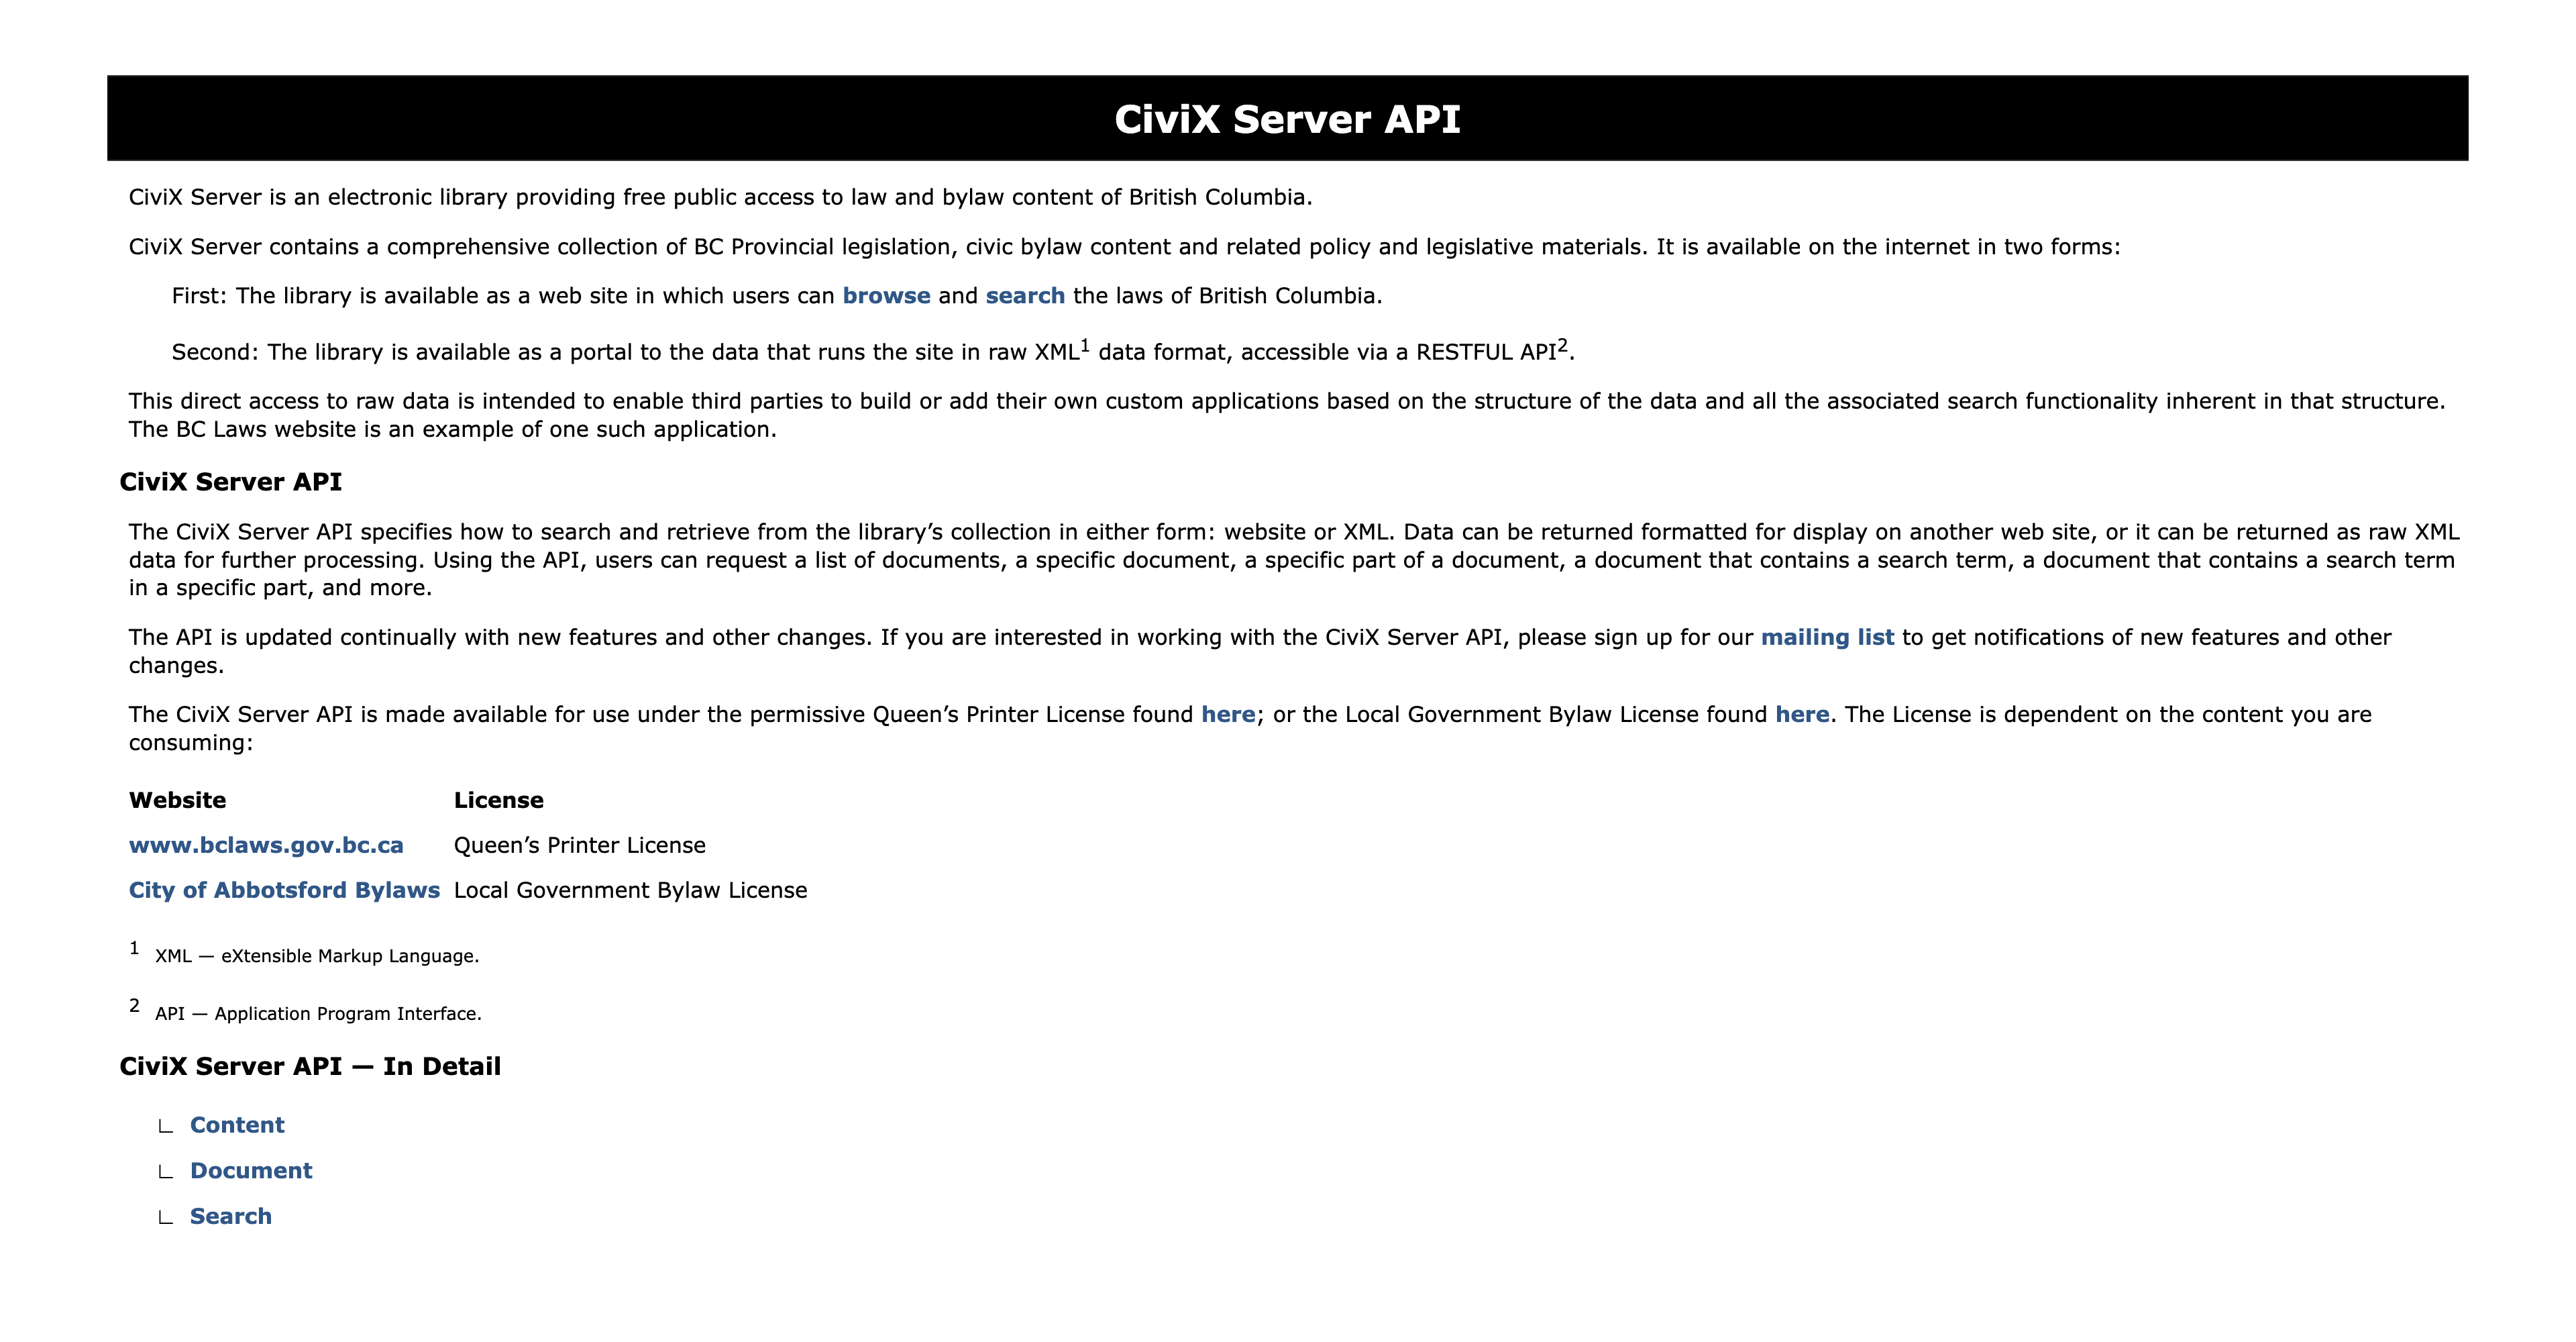 CiviX Server API
CiviX Server is an electronic library providing free public access to law and bylaw content of British Columbia.
CiviX Server contains a comprehensive collection of BC Provincial legislation, civic bylaw content and related policy and legislative materials. It is available on the internet in two forms:
First: The library is available as a web site in which users can browse and search the laws of British Columbia.
Second: The library is available as a portal to the data that runs the site in raw XML1 data format, accessible via a RESTFUL API2.
This direct access to raw data is intended to enable third parties to build or add their own custom applications based on the structure of the data and all the associated search functionality inherent in that structure.
The BC Laws website is an example of one such application.
CiviX Server API
The CiviX Server API specifies how to search and retrieve from the library’s collection in either form: website or XML. Data can be returned formatted for display on another web site, or it can be returned as raw XML
data for further processing. Using the API, users can request a list of documents, a specific document, a specific part of a document, a document that contains a search term, a document that contains a search term
in a specific part, and more.
The API is updated continually with new features and other changes. If you are interested in working with the CiviX Server API, please sign up for our mailing list to get notifications of new features and other
changes.
The CiviX Server API is made available for use under the permissive Queen’s Printer License found here; or the Local Government Bylaw License found here. The License is dependent on the content you are
consuming:
Website License
www.bclaws.gov.bc.ca Queen’s Printer License
City of Abbotsford Bylaws Local Government Bylaw License
1 XML — eXtensible Markup Language.
2 API — Application Program Interface.
CiviX Server API — In Detail
Content
Document
Search